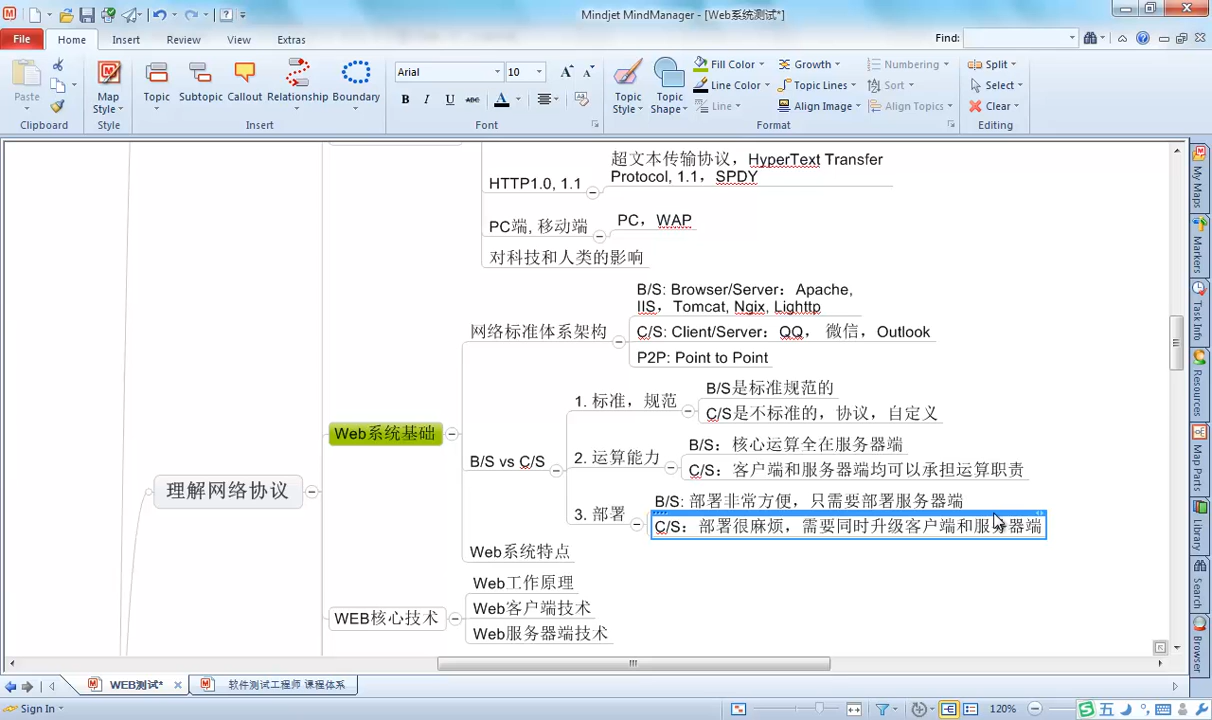 Mindjet MindManager - [Web系统测试*]
File
Home
Insert
Review
View
Extras
Find:
Paste
Map Style
Topic
Subtopic
Callout
Relationship
Boundary
Arial
10
B I U abc A
Topic Style
Topic Shape
Fill Color
Line Color
Line
Growth
Topic Lines
Align Image
Numbering
Sort
Align Topics
Split
Select
Clear
Clipboard
Style
Insert
Font
Format
Editing
超文本传输协议，HyperText Transfer
Protocol, 1.1，SPDY
HTTP1.0, 1.1
PC端, 移动端
PC，WAP
对科技和人类的影响
B/S: Browser/Server：Apache,
IIS，Tomcat, Ngix, Lighttp
网络标准体系架构
C/S: Client/Server：QQ， 微信，Outlook
P2P: Point to Point
B/S是标准规范的
1. 标准，规范
C/S是不标准的，协议，自定义
Web系统基础
B/S：核心运算全在服务器端
B/S vs C/S
2. 运算能力
C/S：客户端和服务器端均可以承担运算职责
理解网络协议
B/S: 部署非常方便，只需要部署服务器端
3. 部署
C/S：部署很麻烦，需要同时升级客户端和服务器端
Web系统特点
Web工作原理
WEB核心技术
Web客户端技术
Web服务器端技术
My Maps
Markers
Task Info
Resources
Map Parts
Library
Search
Browser
WEB测试*
软件测试工程师 课程体系
Sign In
120%
五